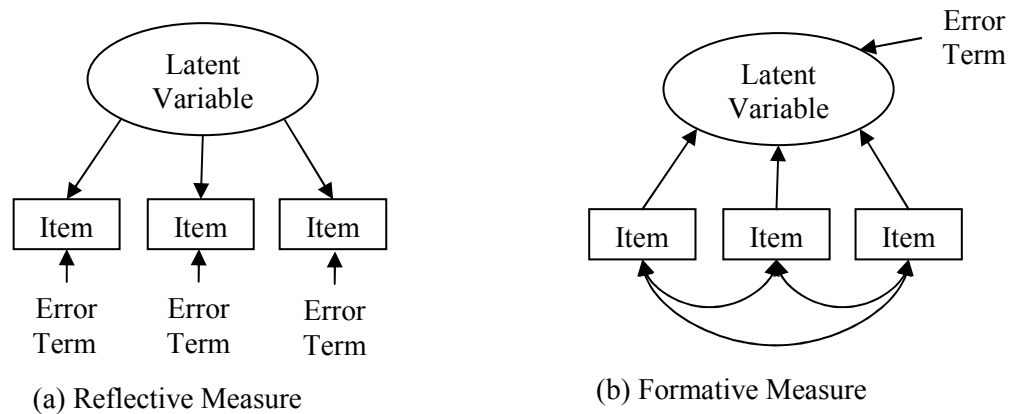 Latent
Variable
Item
Item
Item
Error
Term
Error
Term
Error
Term
(a) Reflective Measure
Error
Term
Latent
Variable
Item
Item
Item
(b) Formative Measure